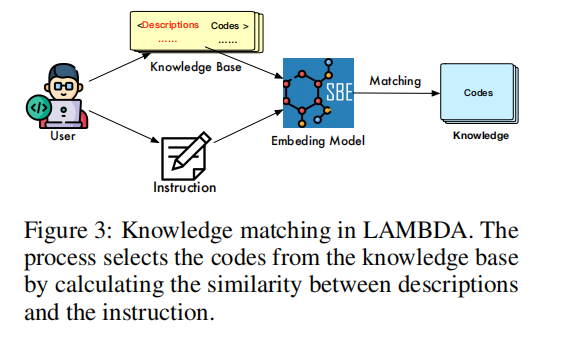 <Descriptions Codes >
...... ......
Knowledge Base
User
Instruction
SBE
Embeding Model
Matching
Codes
Knowledge
Figure 3: Knowledge matching in LAMBDA. The
process selects the codes from the knowledge base
by calculating the similarity between descriptions
and the instruction.